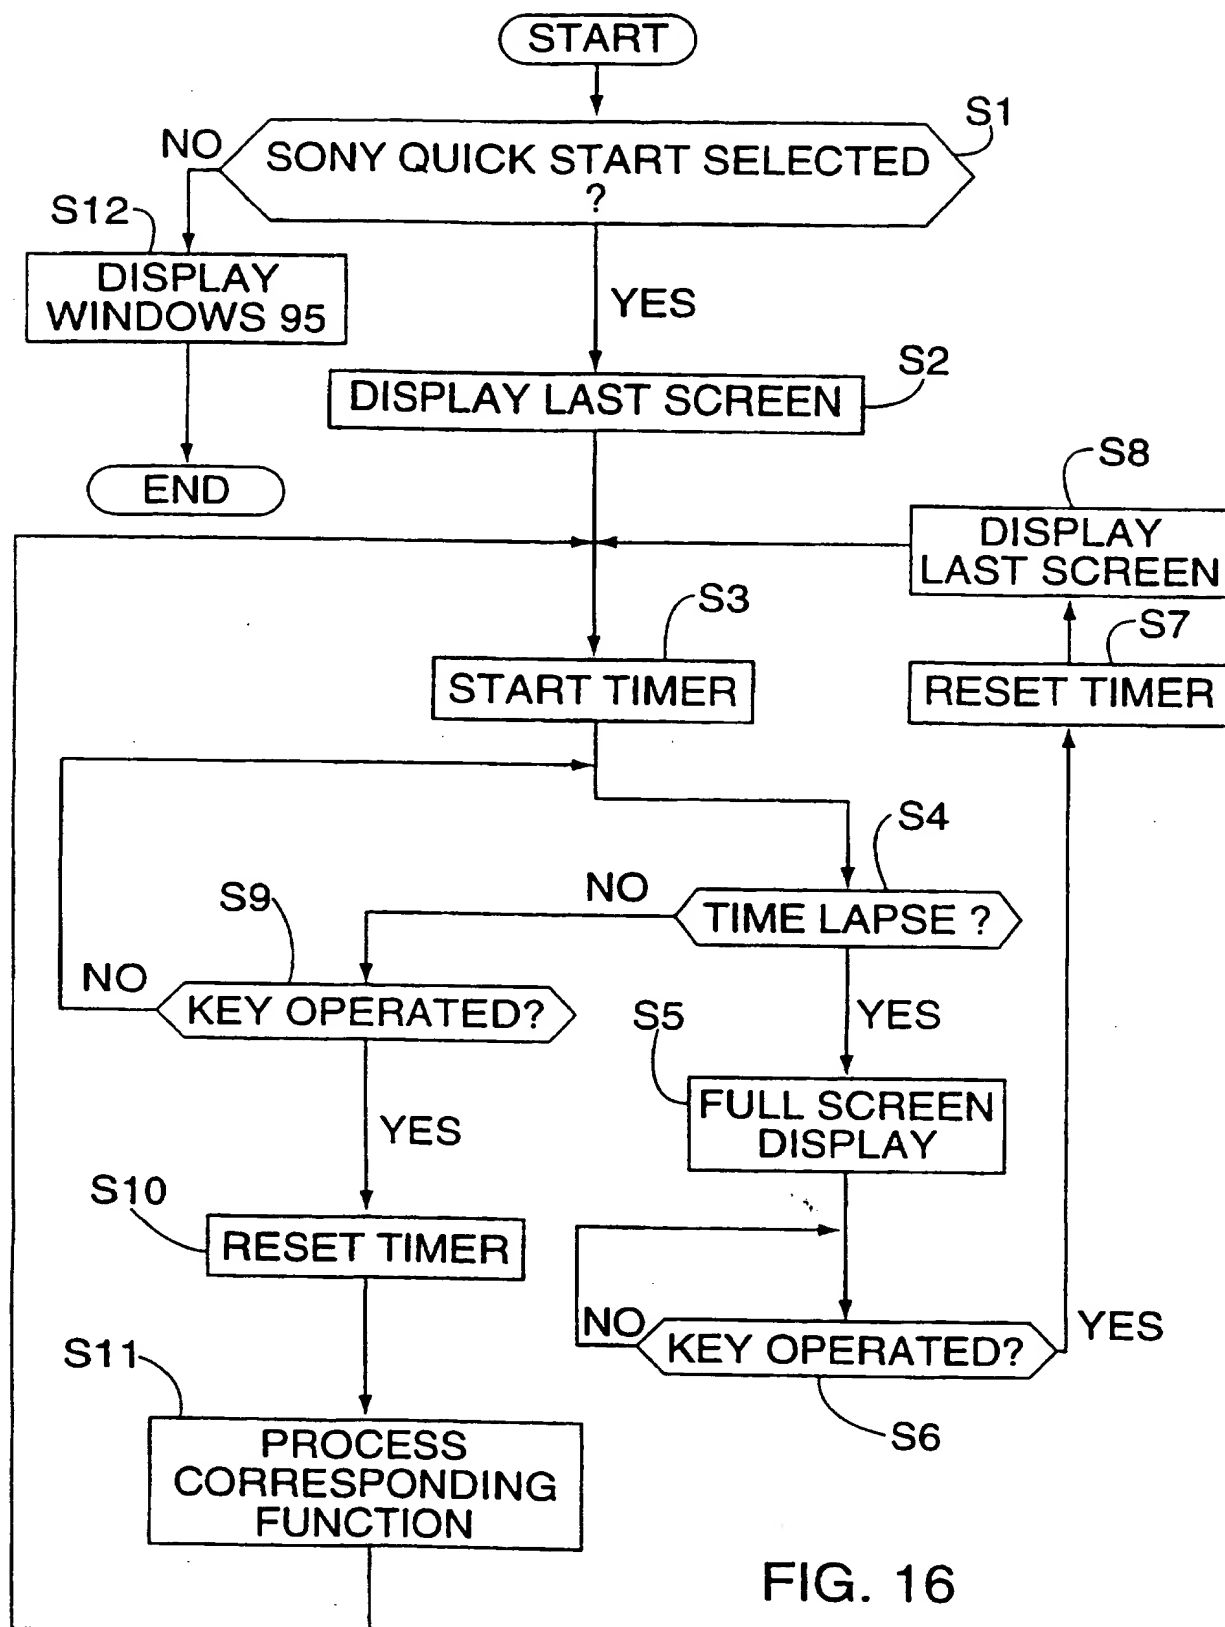 START
S1
NO
SONY QUICK START SELECTED
?
S12
DISPLAY
WINDOWS 95
YES
S2
DISPLAY LAST SCREEN
END
S8
DISPLAY
LAST SCREEN
S3
S7
START TIMER
RESET TIMER
S4
NO
TIME LAPSE ?
S9
NO
KEY OPERATED?
YES
S5
FULL SCREEN
DISPLAY
YES
S10
RESET TIMER
NO
KEY OPERATED?
YES
S6
S11
PROCESS
CORRESPONDING
FUNCTION
FIG. 16